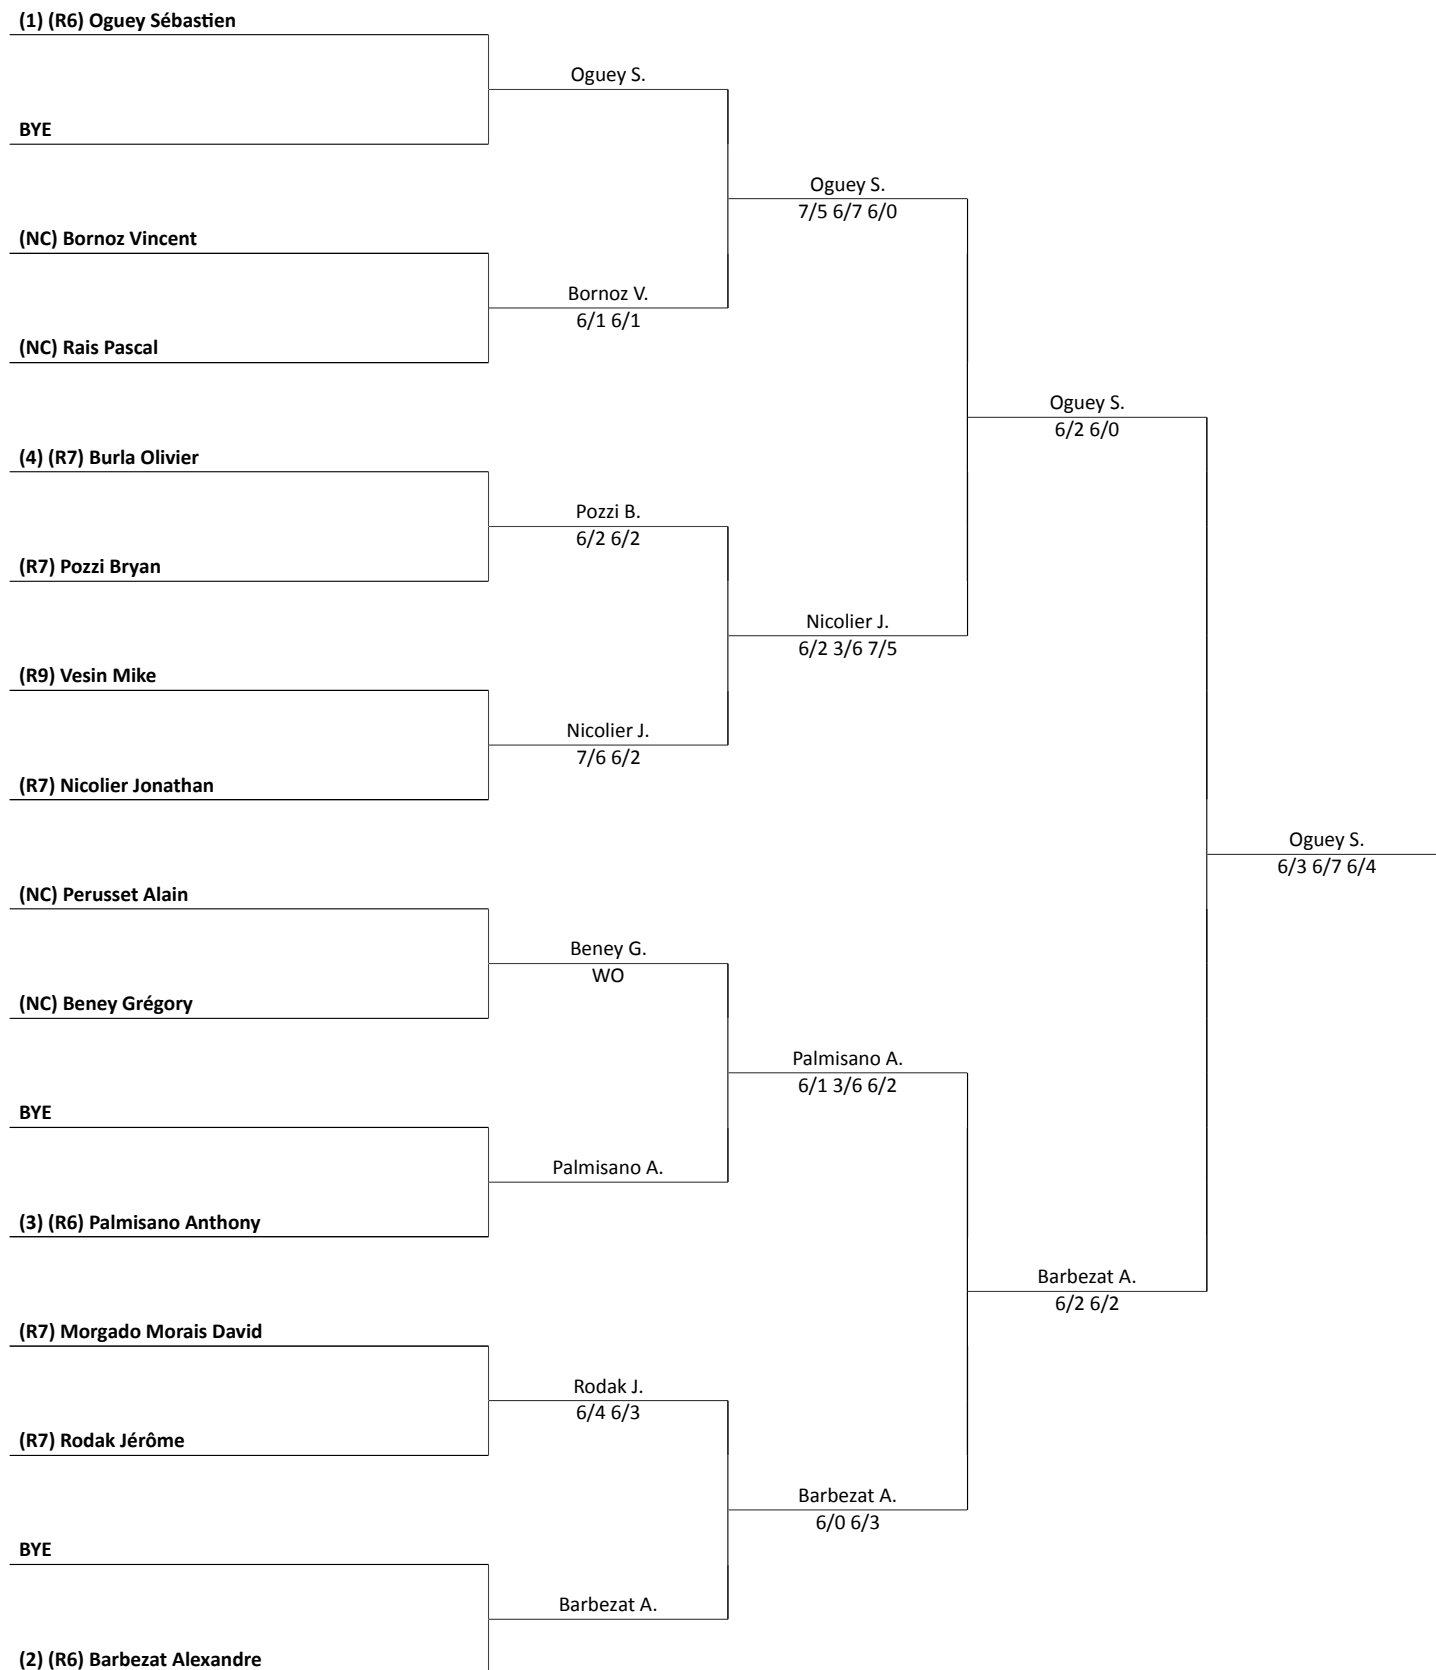 (1) (R6) Oguey Sébastien
Oguey S.
BYE
Oguey S.
7/5 6/7 6/0
(NC) Bornoz Vincent
Bornoz V.
6/1 6/1
(NC) Rais Pascal
Oguey S.
6/2 6/0
(4) (R7) Burla Olivier
Pozzi B.
6/2 6/2
(R7) Pozzi Bryan
Nicolier J.
6/2 3/6 7/5
(R9) Vesin Mike
Nicolier J.
7/6 6/2
(R7) Nicolier Jonathan
Oguey S.
6/3 6/7 6/4
(NC) Perusset Alain
Beney G.
WO
(NC) Beney Grégory
Palmisano A.
6/1 3/6 6/2
BYE
Palmisano A.
(3) (R6) Palmisano Anthony
Barbezat A.
6/2 6/2
(R7) Morgado Morais David
Rodak J.
6/4 6/3
(R7) Rodak Jérôme
Barbezat A.
6/0 6/3
BYE
Barbezat A.
(2) (R6) Barbezat Alexandre